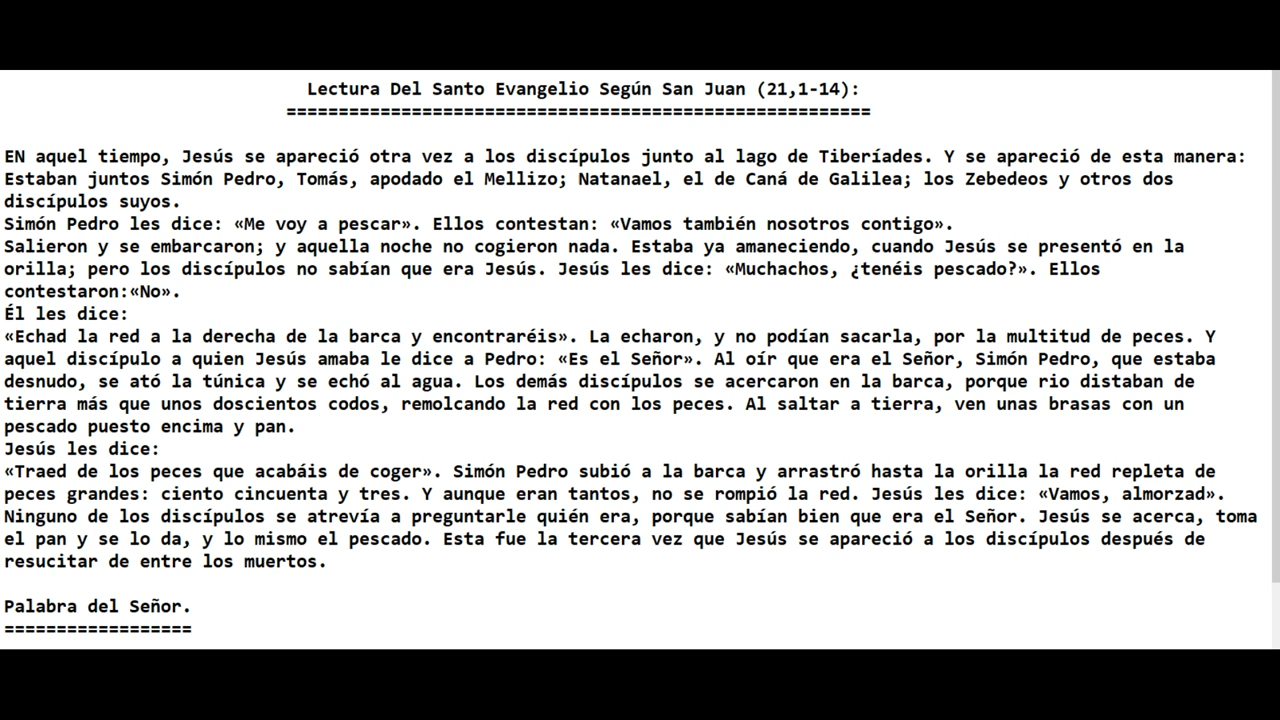 Lectura Del Santo Evangelio Según San Juan (21,1-14):
========================================================
EN aquel tiempo, Jesús se apareció otra vez a los discípulos junto al lago de Tiberíades. Y se apareció de esta manera:
Estaban juntos Simón Pedro, Tomás, apodado el Mellizo; Natanael, el de Caná de Galilea; los Zebedeos y otros dos
discípulos suyos.
Simón Pedro les dice: «Me voy a pescar». Ellos contestan: «Vamos también nosotros contigo».
Salieron y se embarcaron; y aquella noche no cogieron nada. Estaba ya amaneciendo, cuando Jesús se presentó en la
orilla; pero los discípulos no sabían que era Jesús. Jesús les dice: «Muchachos, ¿tenéis pescado?». Ellos
contestaron:«No».
Él les dice:
«Echad la red a la derecha de la barca y encontraréis». La echaron, y no podían sacarla, por la multitud de peces. Y
aquel discípulo a quien Jesús amaba le dice a Pedro: «Es el Señor». Al oír que era el Señor, Simón Pedro, que estaba
desnudo, se ató la túnica y se echó al agua. Los demás discípulos se acercaron en la barca, porque rio distaban de
tierra más que unos doscientos codos, remolcando la red con los peces. Al saltar a tierra, ven unas brasas con un
pescado puesto encima y pan.
Jesús les dice:
«Traed de los peces que acabáis de coger». Simón Pedro subió a la barca y arrastró hasta la orilla la red repleta de
peces grandes: ciento cincuenta y tres. Y aunque eran tantos, no se rompió la red. Jesús les dice: «Vamos, almorzad».
Ninguno de los discípulos se atrevía a preguntarle quién era, porque sabían bien que era el Señor. Jesús se acerca, toma
el pan y se lo da, y lo mismo el pescado. Esta fue la tercera vez que Jesús se apareció a los discípulos después de
resucitar de entre los muertos.
Palabra del Señor.
==================